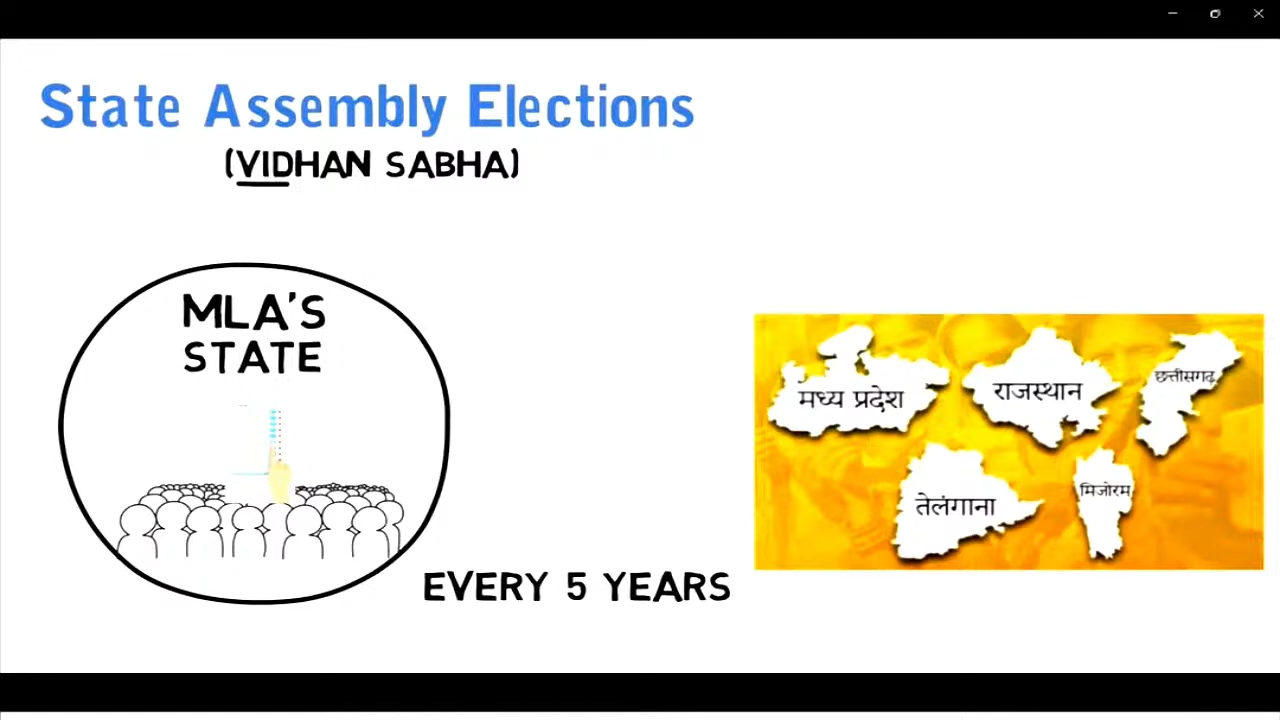 State Assembly Elections
(VIDHAN SABHA)
MLA'S
STATE
मध्य प्रदेश
राजस्थान
छत्तीसगढ़
तेलंगाना
मिजोरम
EVERY 5 YEARS